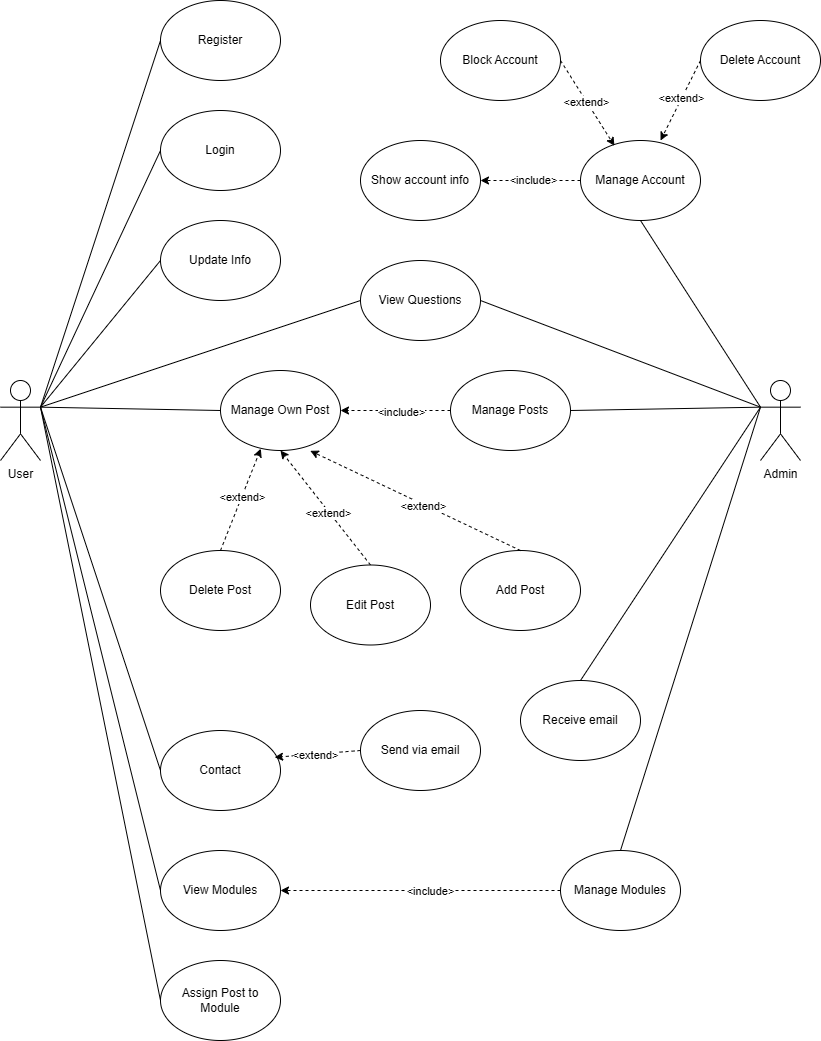 Register
Block Account
Delete Account
<extend>
<extend>
Login
Show account info
<include>
Manage Account
Update Info
View Questions
Manage Own Post
<include>
Manage Posts
User
Admin
<extend>
<extend>
<extend>
Delete Post
Edit Post
Add Post
Receive email
Contact
<extend>
Send via email
View Modules
<include>
Manage Modules
Assign Post to
Module